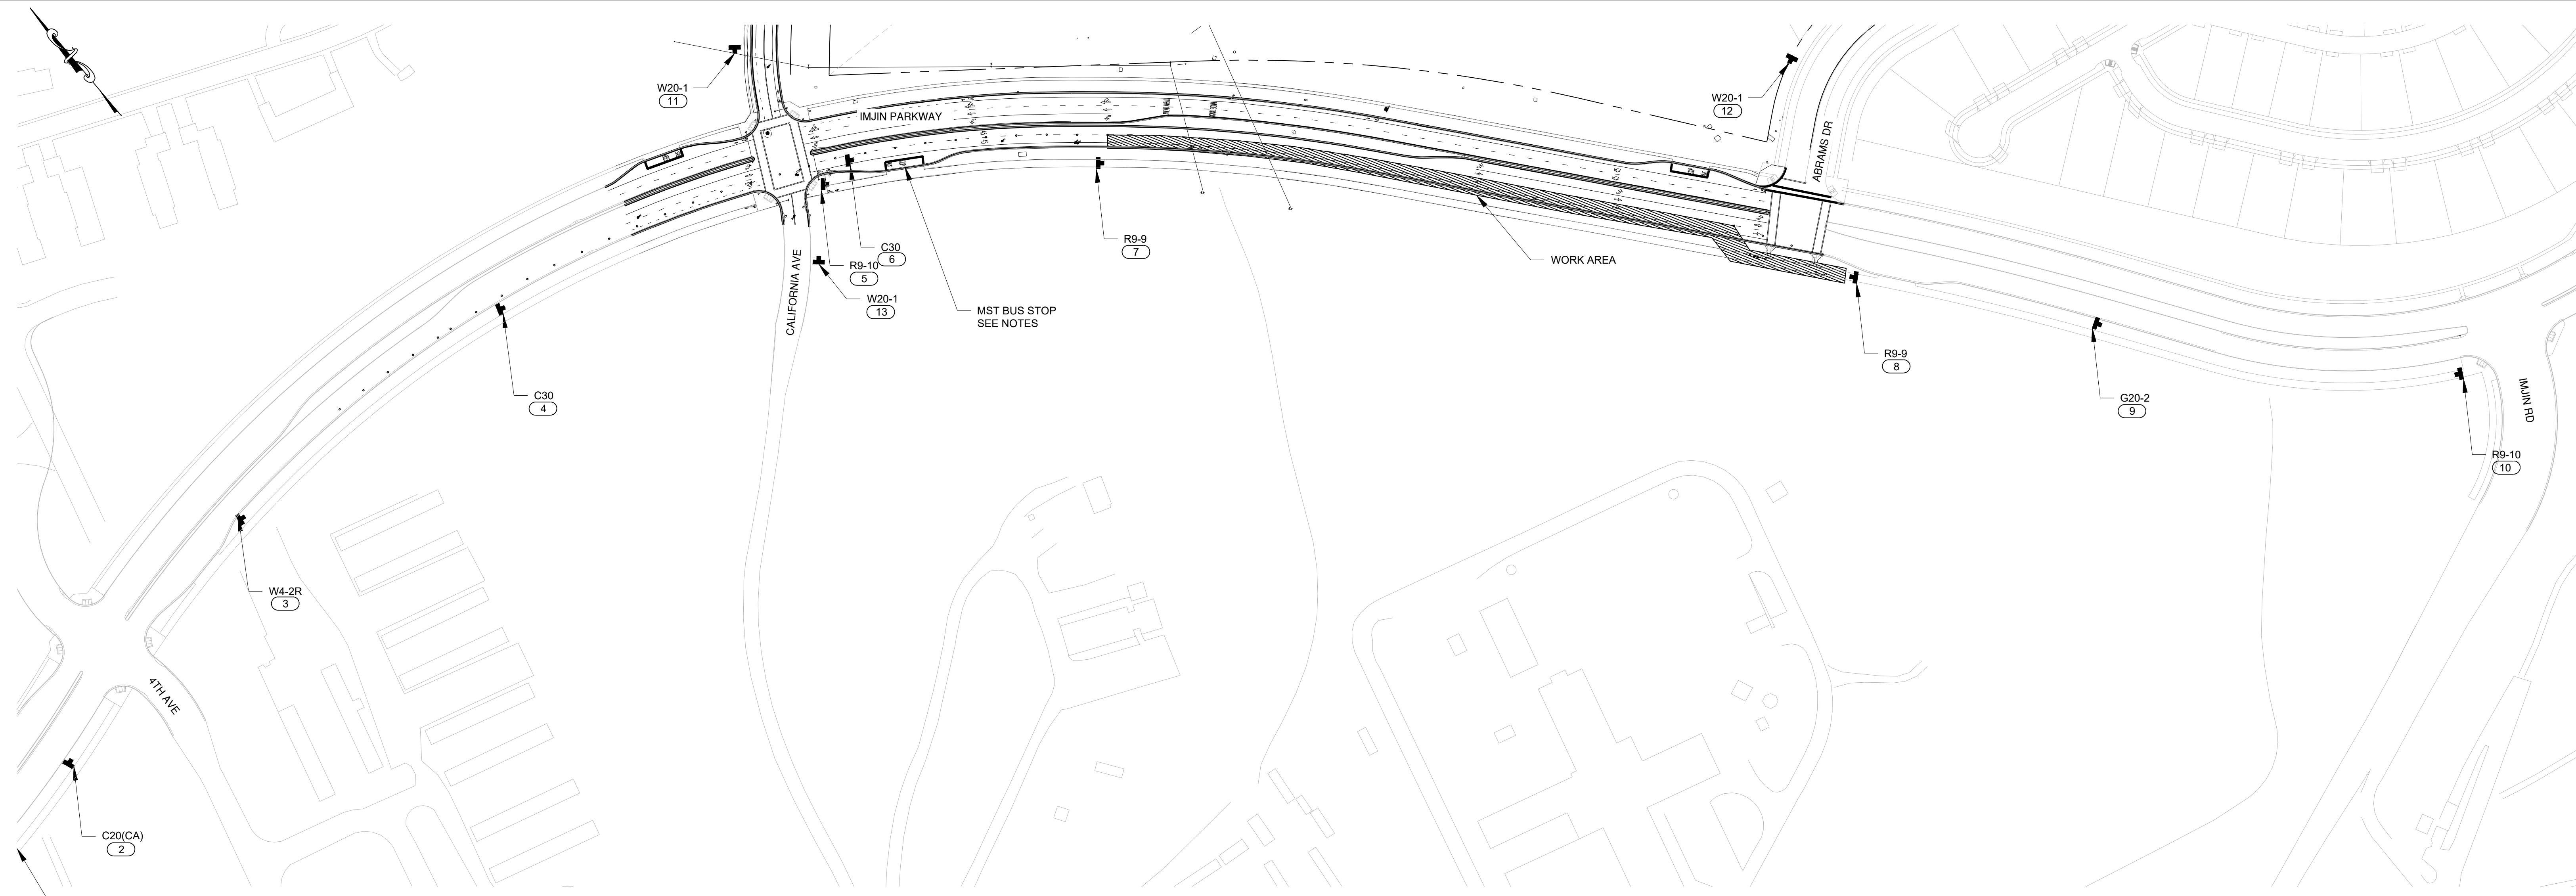 W20-1
11
IMJIN PARKWAY
W20-1
12
ABRAMS DR
C30
6
R9-10
5
R9-9
7
WORK AREA
CALIFORNIA AVE
W20-1
13
MST BUS STOP
SEE NOTES
R9-9
8
C30
4
G20-2
9
IMJIN RD
R9-10
10
W4-2R
3
4TH AVE
C20(CA)
2